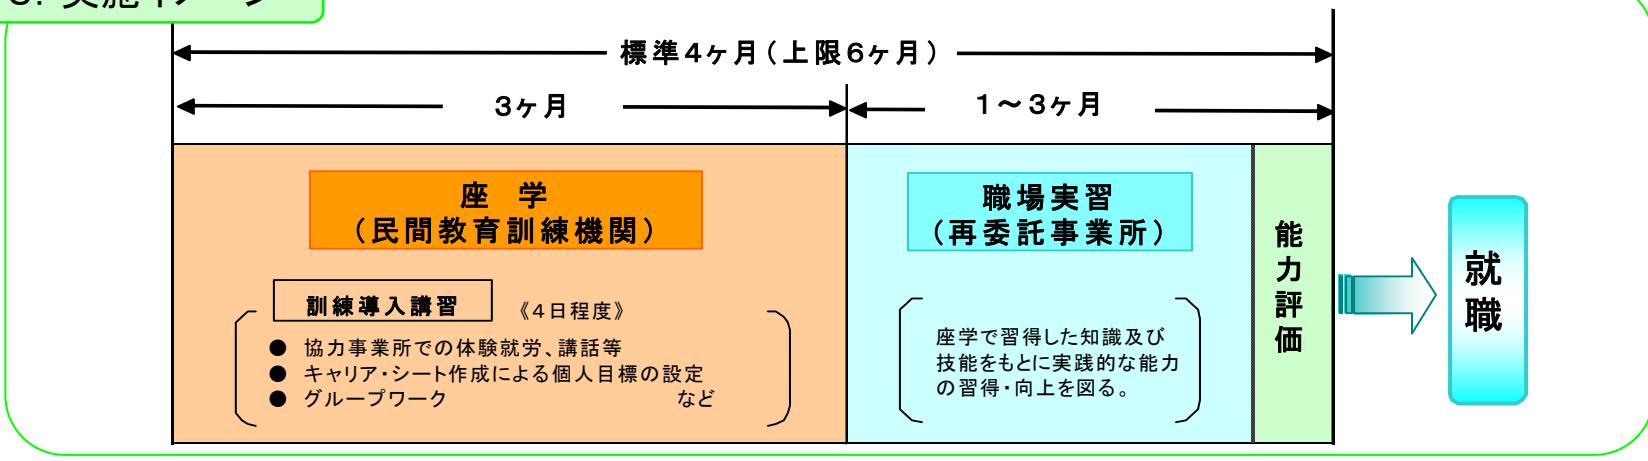 実施イメージ
標準4ヶ月(上限6ヶ月)
3ヶ月
1~3ヶ月
座 学
(民間教育訓練機関)
訓練導入講習 《4日程度》
● 協力事業所での体験就労、講話等
● キャリア・シート作成による個人目標の設定
● グループワーク など
職場実習
(再委託事業所)
座学で習得した知識及び
技能をもとに実践的な能力
の習得・向上を図る。
能力評価
就職